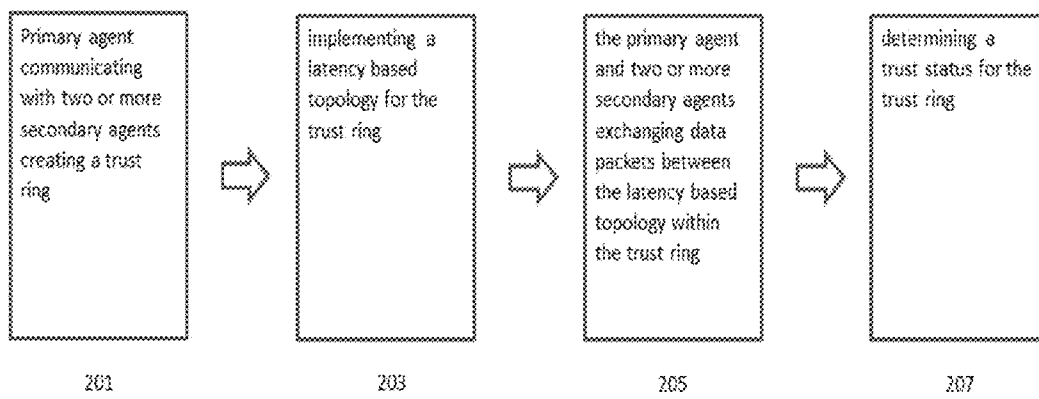 Primary agent
communicating
with two or more
secondary agents
creating a trust
ring
implementing a
latency based
topology for the
trust ring
the primary agent
and two or more
secondary agents
exchanging data
packets between
the latency based
topology within
the trust ring
determining a
trust status for the
trust ring
201
203
205
207